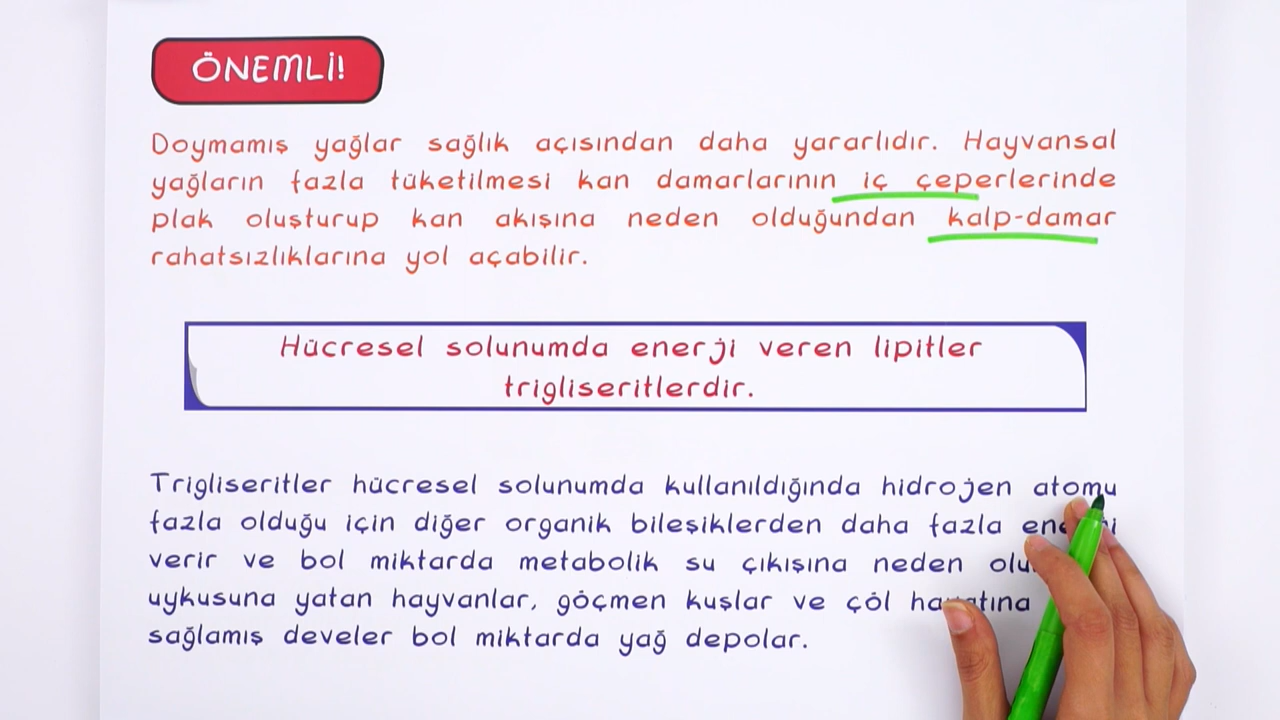 ÖNEMLİ!
Doymamış yağlar sağlık açısından daha yararlıdır. Hayvansal
yağların fazla tüketilmesi kan damarlarının iç çeperlerinde
plak oluşturup kan akışına neden olduğundan kalp-damar
rahatsızlıklarına yol açabilir.
Hücresel solunumda enerji veren lipitler
trigliseritlerdir.
Trigliseritler hücresel solunumda kullanıldığında hidrojen atomu
fazla olduğu için diğer organik bileşiklerden daha fazla
verir ve bol miktarda metabolik su çıkışına neden
uykusuna yatan hayvanlar, göçmen kuşlar ve çöl
sağlamış develer bol miktarda yağ depolar.